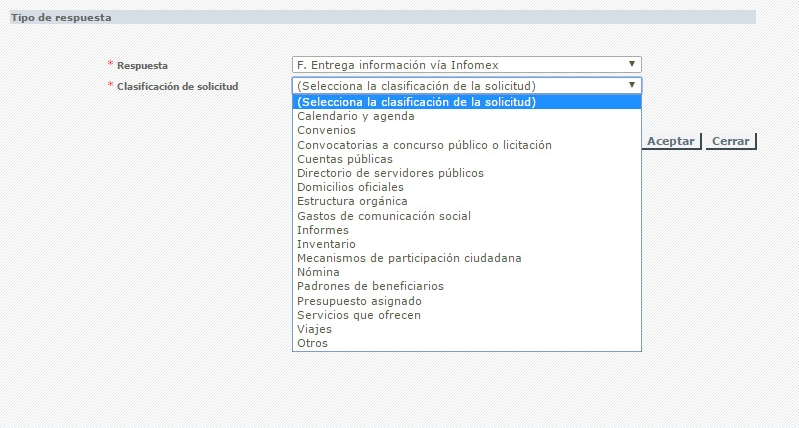 Tipo de respuesta
* Respuesta F. Entrega información vía Infomex
* Clasificación de solicitud (Selecciona la clasificación de la solicitud)
(Selecciona la clasificación de la solicitud)
Calendario y agenda
Convenios
Convocatorias a concurso público o licitación
Cuentas públicas
Directorio de servidores públicos
Domicilios oficiales
Estructura orgánica
Gastos de comunicación social
Informes
Inventario
Mecanismos de participación ciudadana
Nómina
Padrones de beneficiarios
Presupuesto asignado
Servicios que ofrecen
Viajes
Otros
Aceptar Cerrar